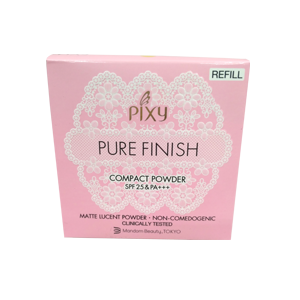 REFILL
PIXY
PURE FINISH
COMPACT POWDER
SPF 25 & PA+++
MATTE LUCENT POWDER • NON-COMEDOGENIC
CLINICALLY TESTED
Mandom Beauty, TOKYO